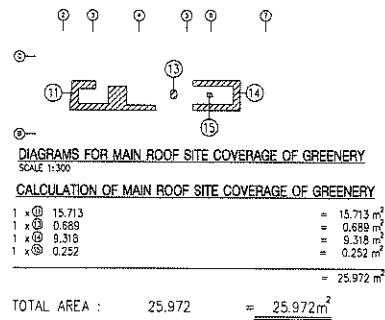 2 3 4 5 6 7
C
13
11 14
15
B
DIAGRAMS FOR MAIN ROOF SITE COVERAGE OF GREENERY
SCALE 1:300
CALCULATION OF MAIN ROOF SITE COVERAGE OF GREENERY
1 x 11 15.713 = 15.713 m²
1 x 13 0.689 = 0.689 m²
1 x 14 9.318 = 9.318 m²
1 x 15 0.252 = 0.252 m²
= 25.972 m²
TOTAL AREA : 25.972 = 25.972m²